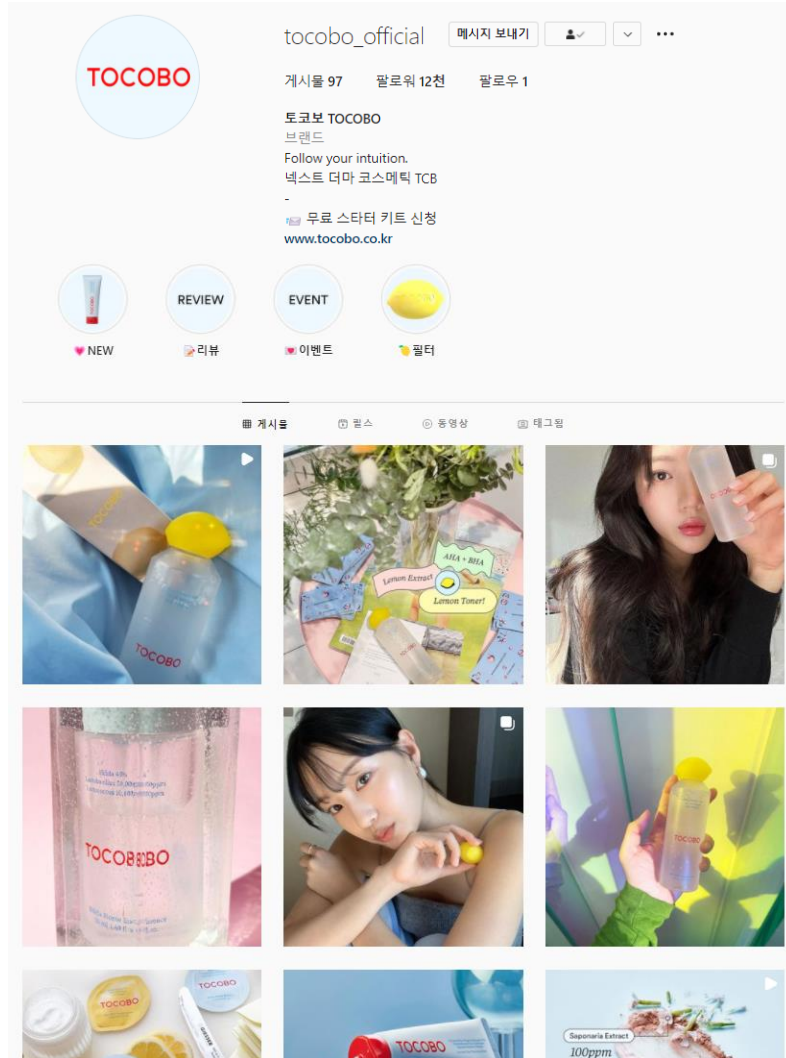 TOCOBO
tocobo_official 메시지 보내기
게시물 97 팔로워 12천 팔로우 1
토코보 TOCOBO
브랜드
Follow your intuition.
넥스트 더마 코스메틱 TCB
-
무료 스타터 키트 신청
www.tocobo.co.kr
REVIEW EVENT
NEW 리뷰 이벤트 필터
게시물 릴스 동영상 태그됨
TOCOBO
TOCOBO
AHA + BHA
Lemon Extract
Lemon Toner!
TOCOBO
TOCOBO
TOCOBO
TOCOBO
TOCOBO
Saponaria Extract
100ppm